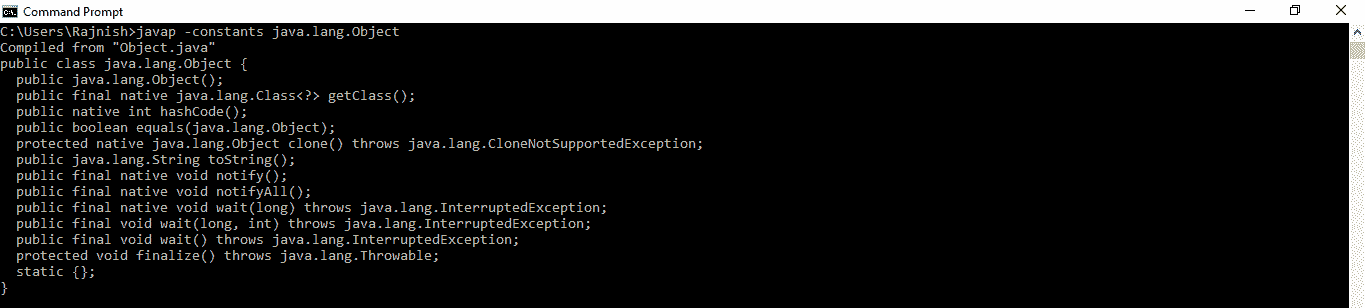 Command Prompt
C:\Users\Rajnish>javap -constants java.lang.Object
Compiled from "Object.java"
public class java.lang.Object {
  public java.lang.Object();
  public final native java.lang.Class<?> getClass();
  public native int hashCode();
  public boolean equals(java.lang.Object);
  protected native java.lang.Object clone() throws java.lang.CloneNotSupportedException;
  public java.lang.String toString();
  public final native void notify();
  public final native void notifyAll();
  public final native void wait(long) throws java.lang.InterruptedException;
  public final void wait(long, int) throws java.lang.InterruptedException;
  public final void wait() throws java.lang.InterruptedException;
  protected void finalize() throws java.lang.Throwable;
  static {};
}